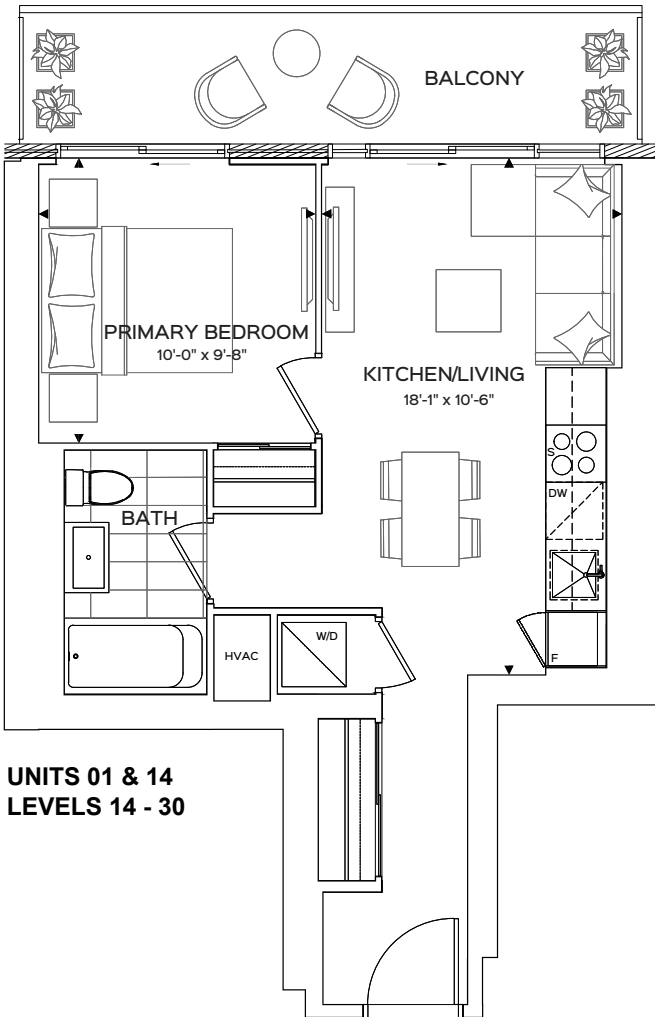 BALCONY
PRIMARY BEDROOM
10'-0" x 9'-8"
KITCHEN/LIVING
18'-1" x 10'-6"
S
DW
BATH
W/D
HVAC
F
UNITS 01 & 14
LEVELS 14 - 30